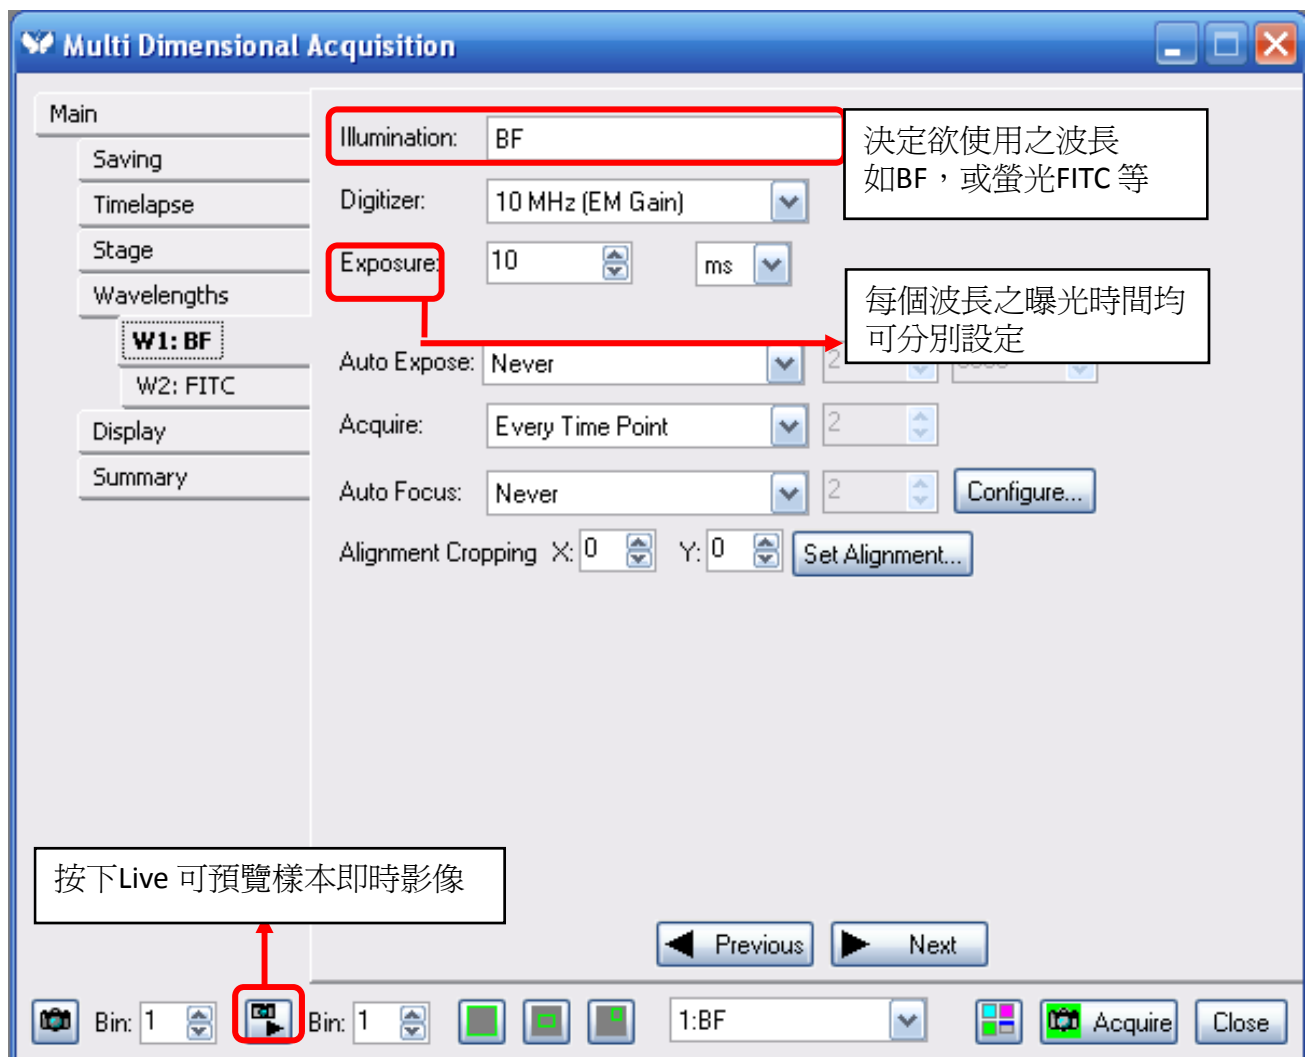 Multi Dimensional Acquisition
Main
Saving
Timelapse
Stage
Wavelengths
W1: BF
W2: FITC
Display
Summary
Illumination: BF
決定欲使用之波長
如BF，或螢光FITC 等
Digitizer: 10 MHz (EM Gain)
Exposure: 10 ms
每個波長之曝光時間均
可分別設定
Auto Expose: Never 2
Acquire: Every Time Point 2
Auto Focus: Never 2 Configure...
Alignment Cropping X: 0 Y: 0 Set Alignment...
按下Live 可預覽樣本即時影像
Previous Next
Bin: 1 Bin: 1 1:BF Acquire Close